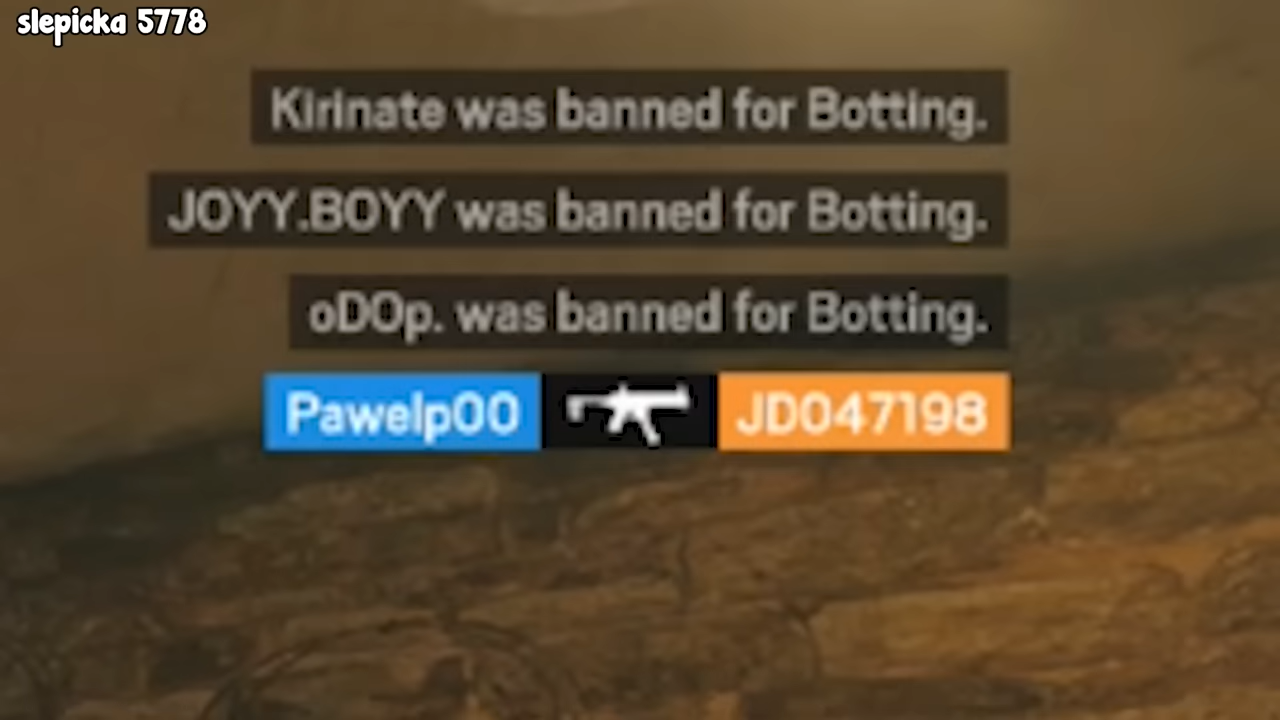 slepicka 5778
Kirinate was banned for Botting.
JOYY.BOYY was banned for Botting.
oDOp. was banned for Botting.
Pawelp00 JD047198